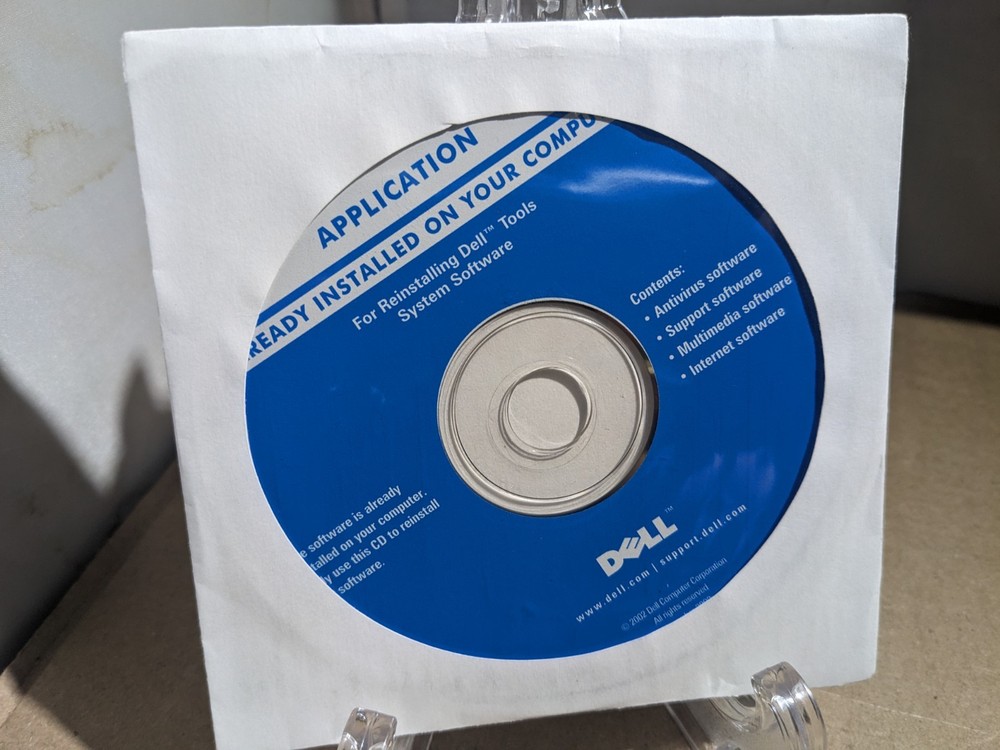 APPLICATION
READY INSTALLED ON YOUR COMPU
For Reinstalling Dell™ Tools
System Software
Contents:
• Antivirus software
• Support software
• Multimedia software
• Internet software
e software is already
talled on your computer.
y use this CD to reinstall
software.
DELL™
www.dell.com | support.dell.com
© 2002 Dell Computer Corporation
All rights reserved